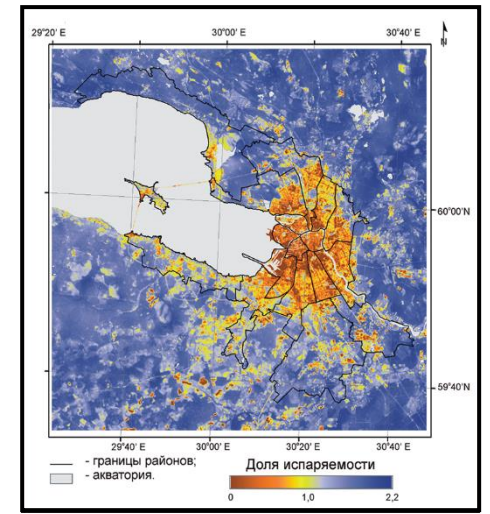 29°20' E 30°00' E 30°40' E
N
60°00'N
59°40'N
29°40' E 30°00' E 30°20' E 30°40' E
- границы районов;
- акватория.
Доля испаряемости
0 1,0 2,2